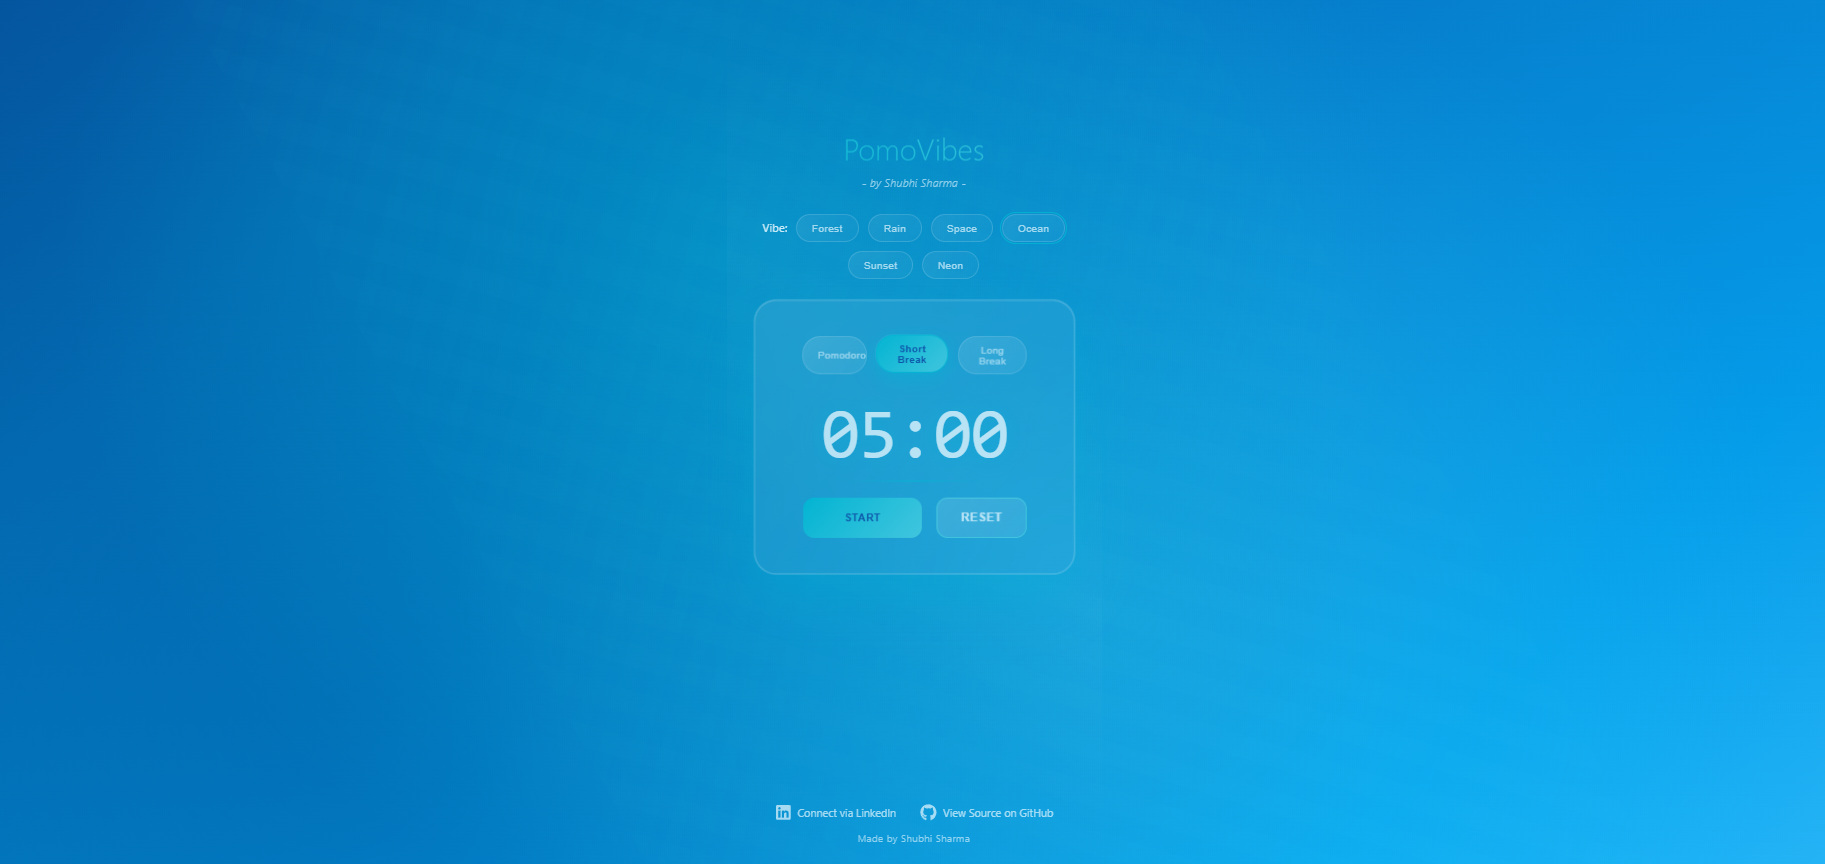 PomoVibes
– by Shubhi Sharma –
Vibe: Forest Rain Space Ocean
Sunset Neon
Pomodoro
Short
Break
Long
Break
05:00
START RESET
Connect via LinkedIn View Source on GitHub
Made by Shubhi Sharma